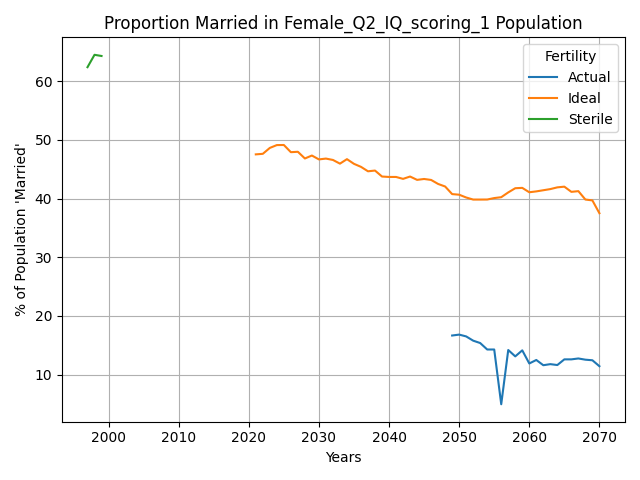 Proportion Married in Female_Q2_IQ_scoring_1 Population
Fertility
Actual
Ideal
Sterile
% of Population 'Married'
60
50
40
30
20
10
2000 2010 2020 2030 2040 2050 2060 2070
Years